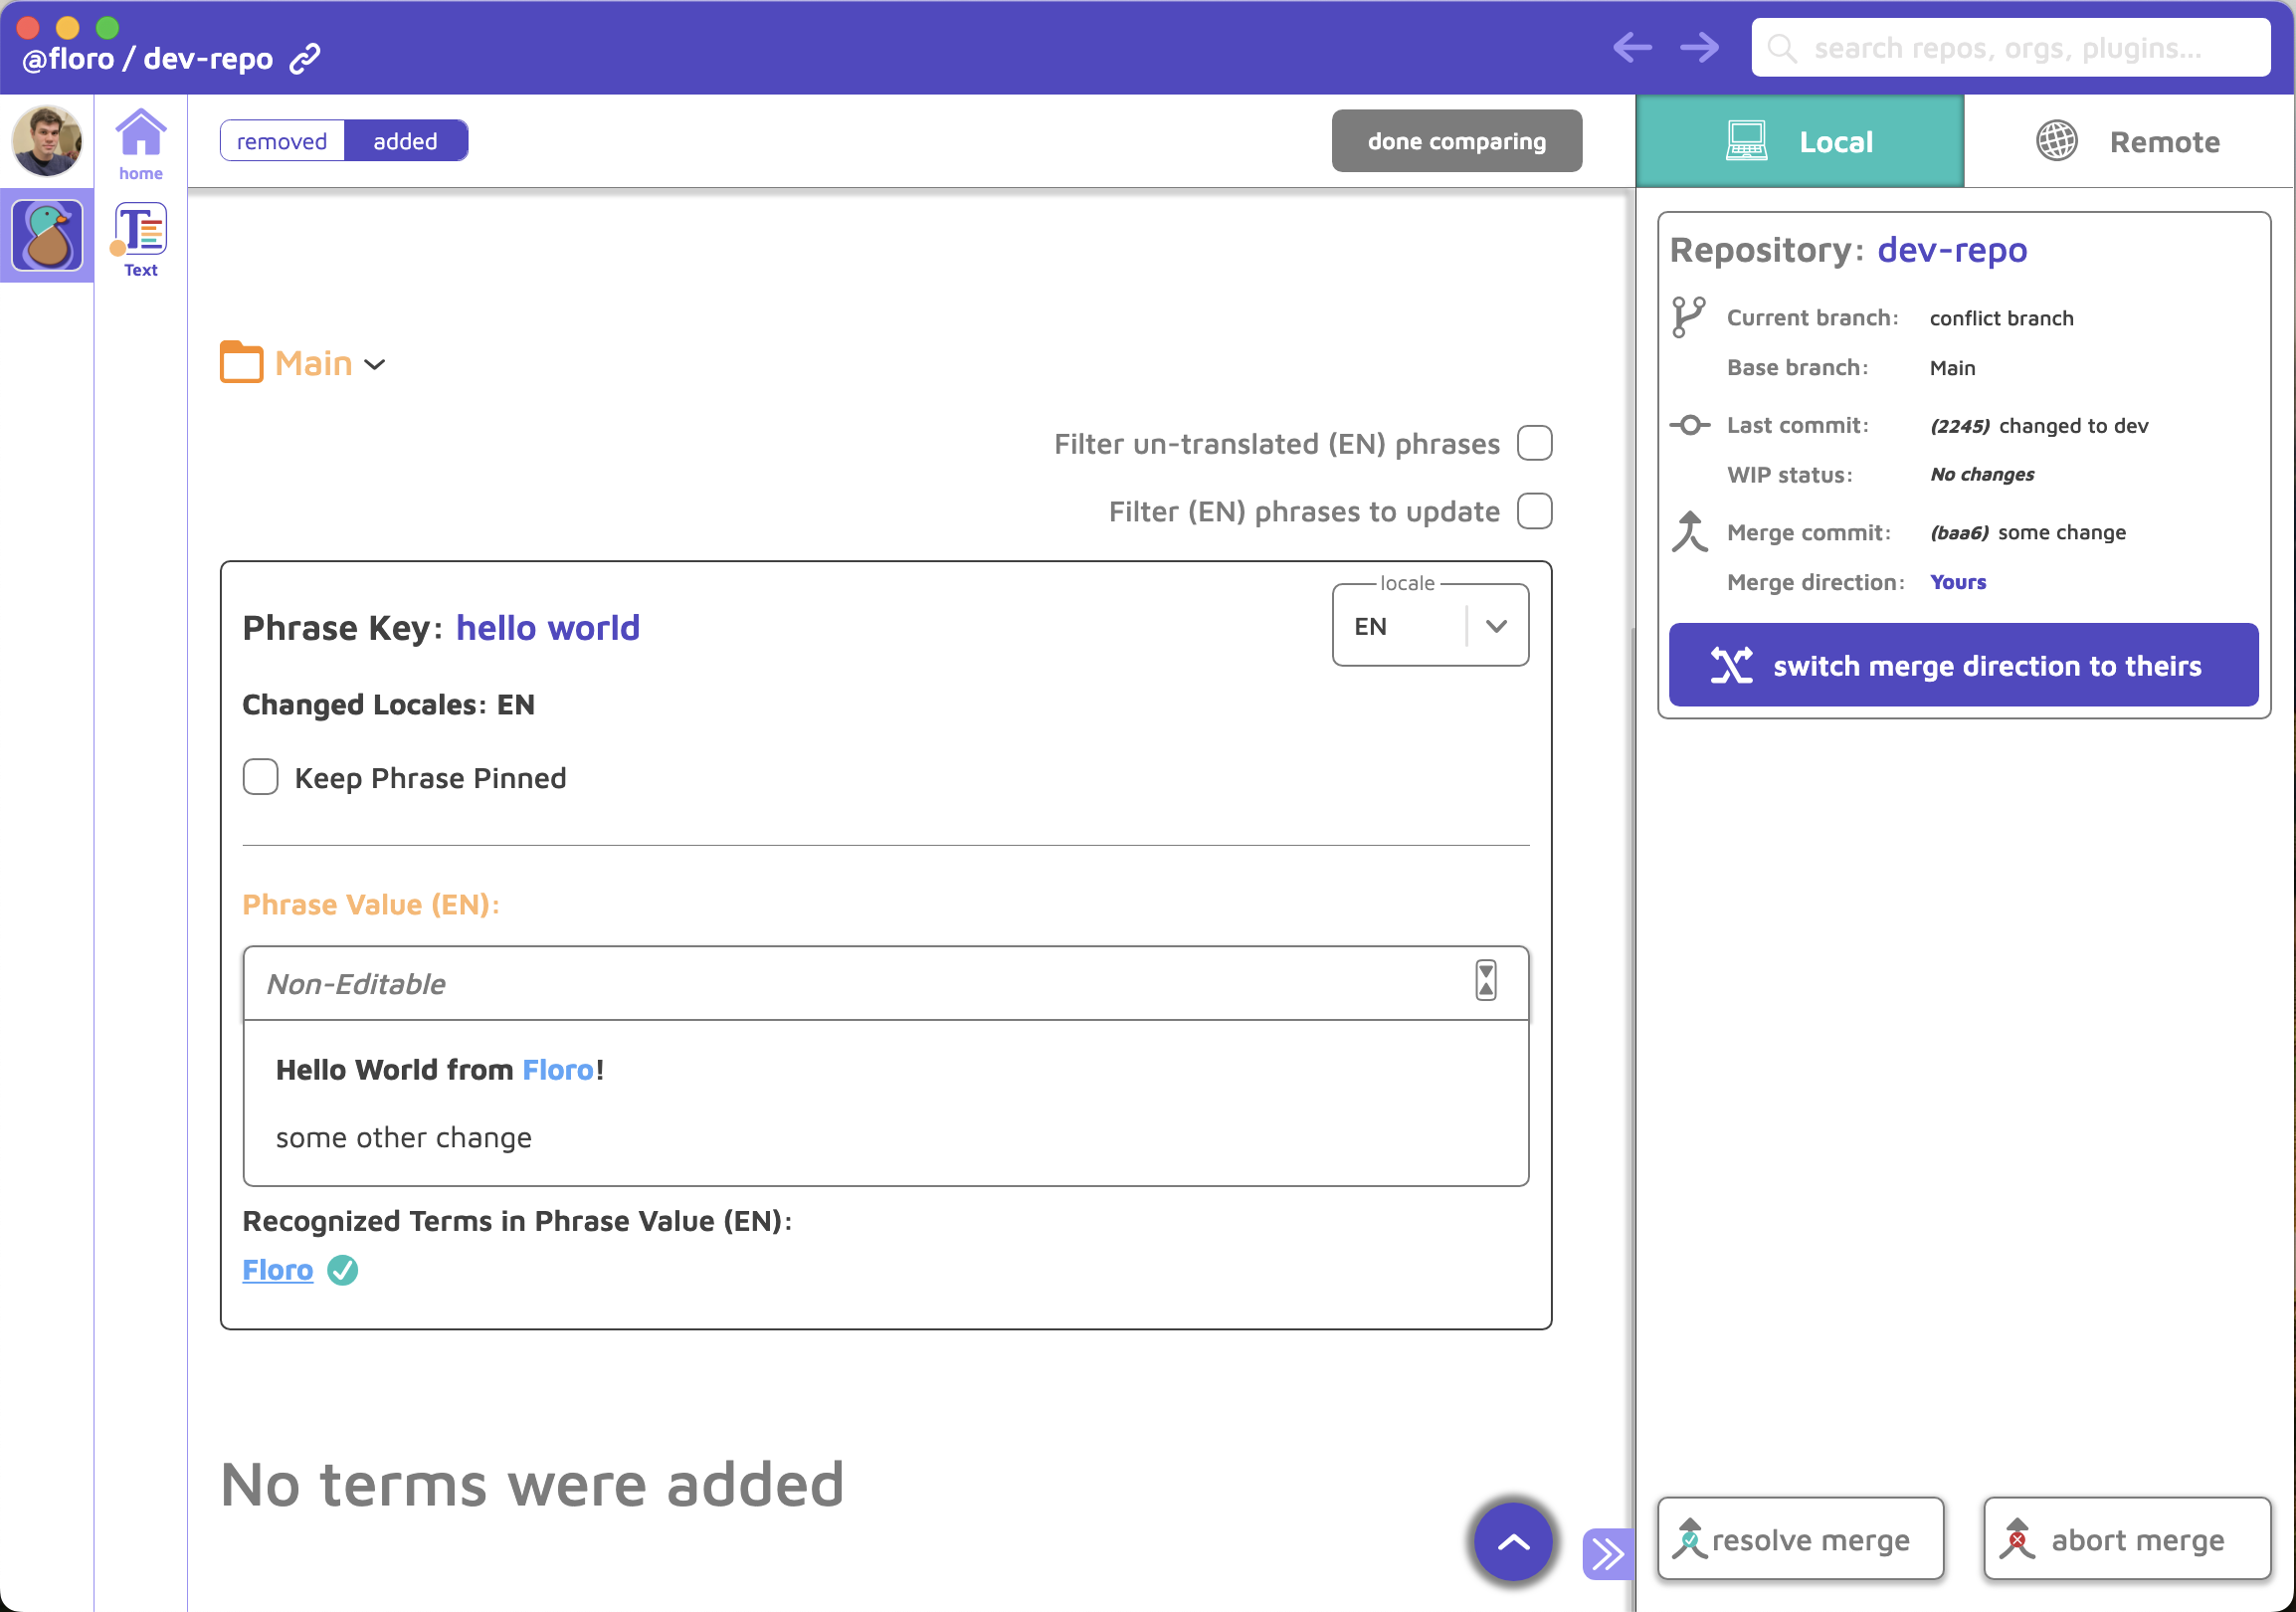 @floro / dev-repo
search repos, orgs, plugins...
home
Text
removed
added
done comparing
Main
Filter un-translated (EN) phrases
Filter (EN) phrases to update
Phrase Key: hello world
locale
EN
Changed Locales: EN
Keep Phrase Pinned
Phrase Value (EN):
Non-Editable
Hello World from Floro!
some other change
Recognized Terms in Phrase Value (EN):
Floro
No terms were added
Local
Remote
Repository: dev-repo
Current branch: conflict branch
Base branch: Main
Last commit: (2245) changed to dev
WIP status: No changes
Merge commit: (baa6) some change
Merge direction: Yours
switch merge direction to theirs
resolve merge
abort merge